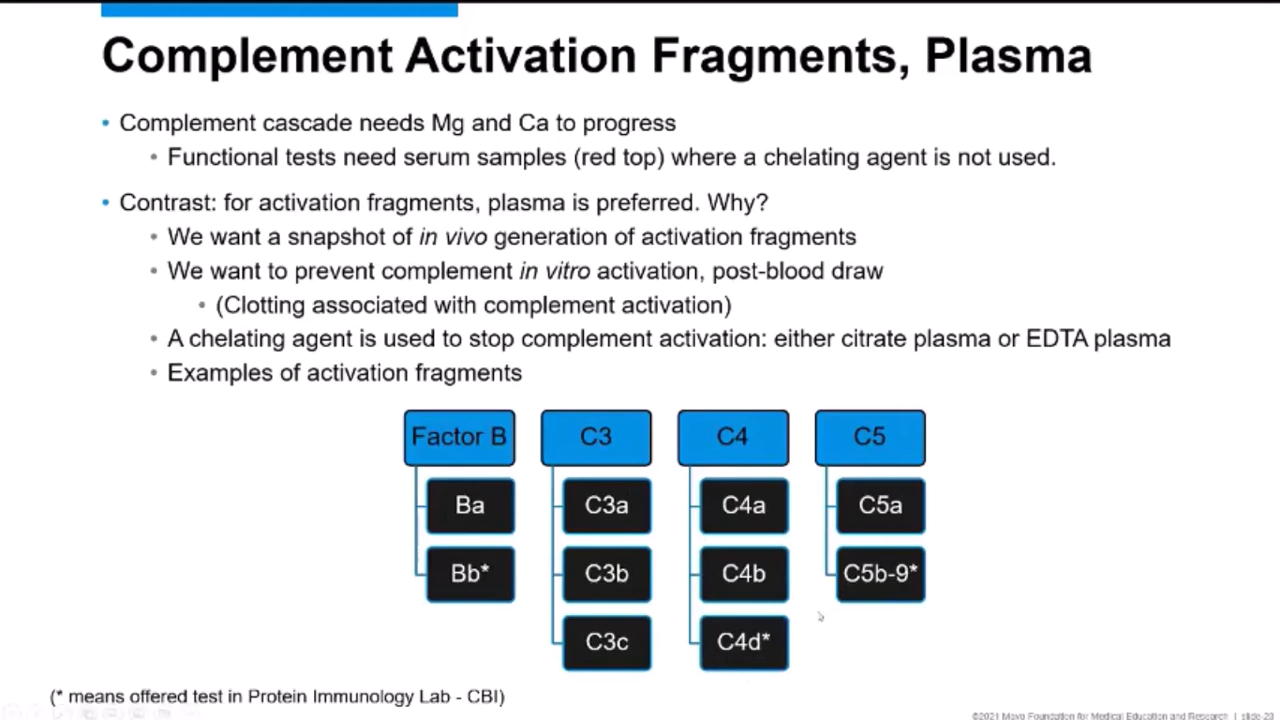 Complement Activation Fragments, Plasma
• Complement cascade needs Mg and Ca to progress
• Functional tests need serum samples (red top) where a chelating agent is not used.
• Contrast: for activation fragments, plasma is preferred. Why?
• We want a snapshot of in vivo generation of activation fragments
• We want to prevent complement in vitro activation, post-blood draw
• (Clotting associated with complement activation)
• A chelating agent is used to stop complement activation: either citrate plasma or EDTA plasma
• Examples of activation fragments
Factor B
Ba
Bb*
C3
C3a
C3b
C3c
C4
C4a
C4b
C4d*
C5
C5a
C5b-9*
(* means offered test in Protein Immunology Lab - CBI)
©2021 Mayo Foundation for Medical Education and Research | slide-28